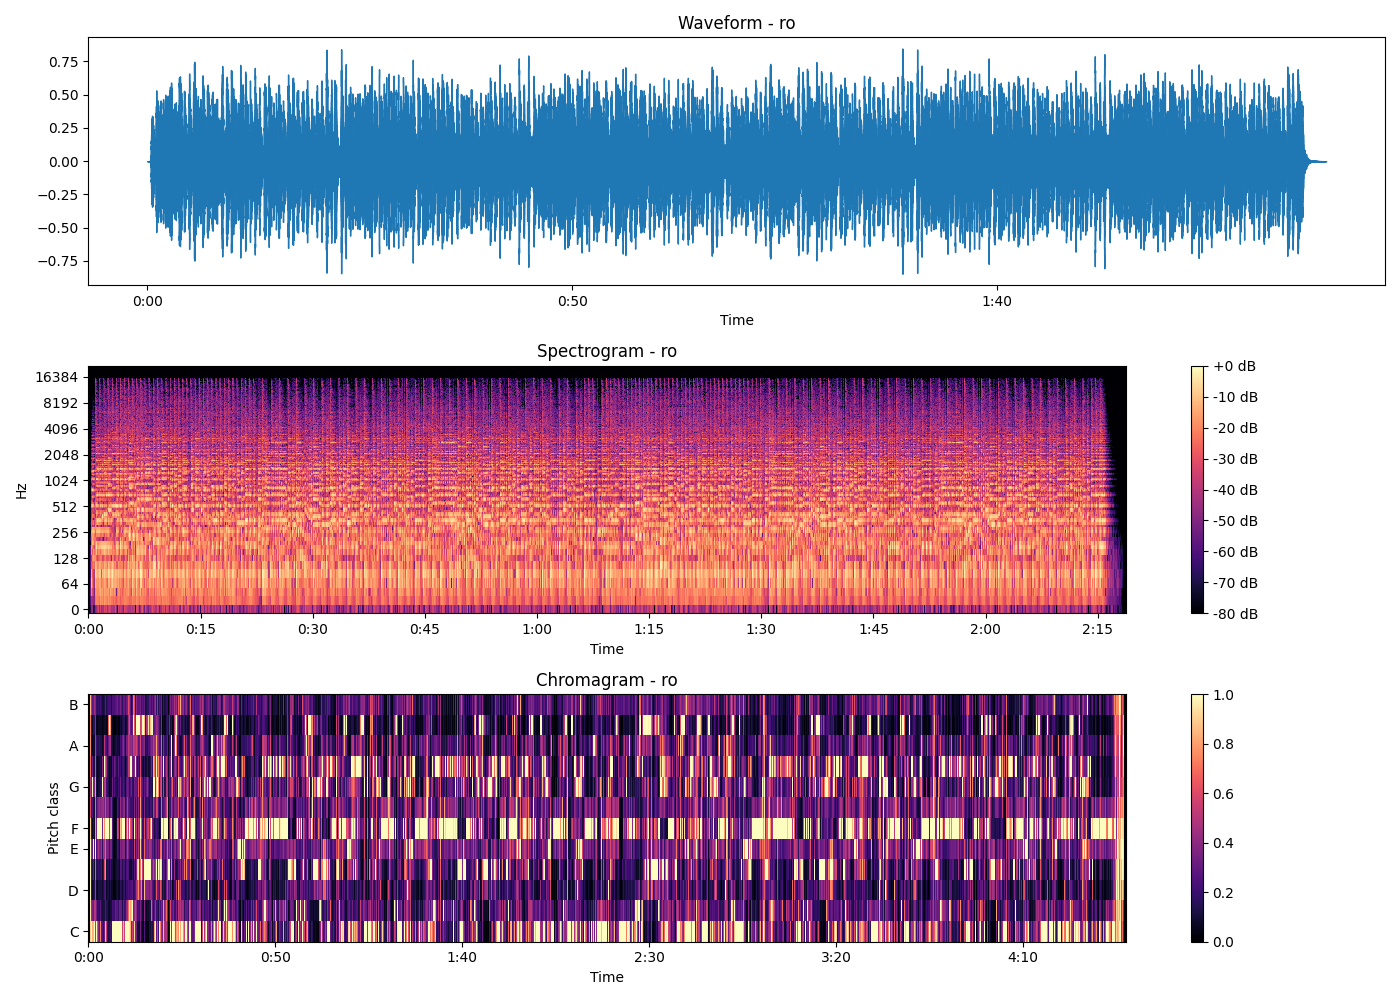 Waveform - ro
0.75
0.50
0.25
0.00
−0.25
−0.50
−0.75
0:00 0:50 1:40
Time
Spectrogram - ro
16384
8192
4096
2048
1024
512
256
128
64
0
Hz
0:00 0:15 0:30 0:45 1:00 1:15 1:30 1:45 2:00 2:15
Time
+0 dB
-10 dB
-20 dB
-30 dB
-40 dB
-50 dB
-60 dB
-70 dB
-80 dB
Chromagram - ro
B
A
G
F
E
D
C
Pitch class
0:00 0:50 1:40 2:30 3:20 4:10
Time
1.0
0.8
0.6
0.4
0.2
0.0